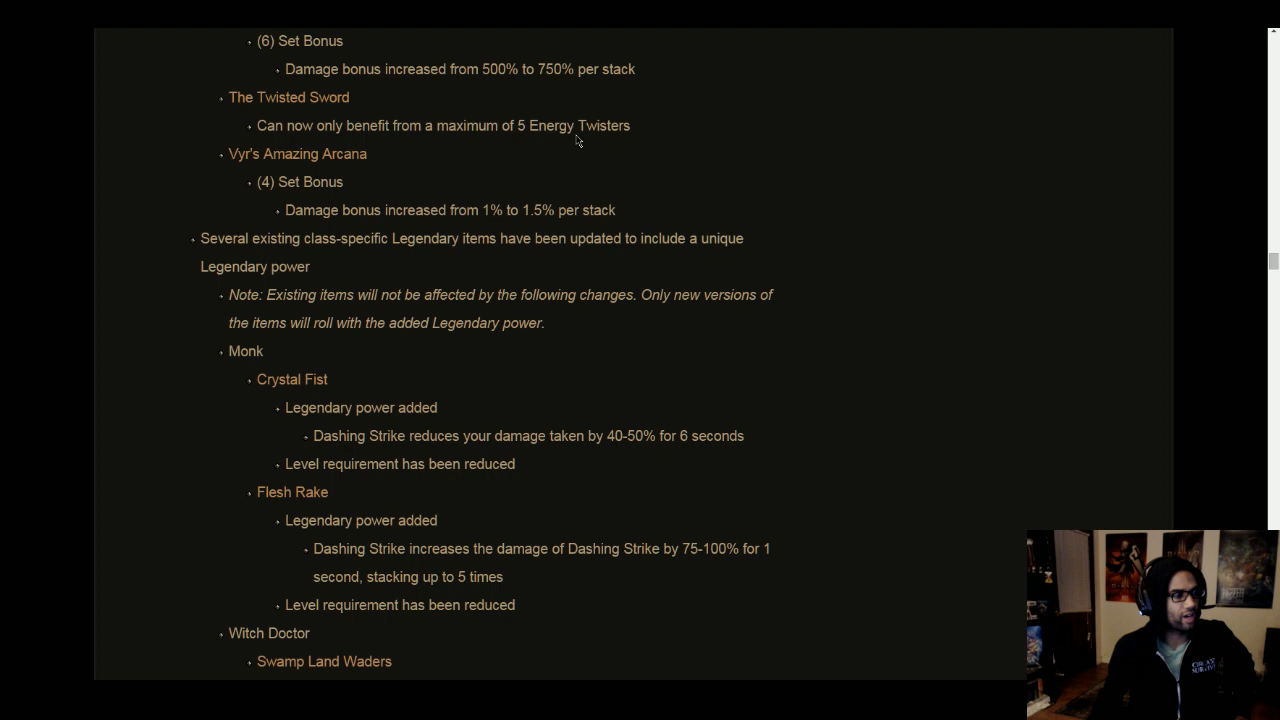 (6) Set Bonus
Damage bonus increased from 500% to 750% per stack
The Twisted Sword
Can now only benefit from a maximum of 5 Energy Twisters
Vyr's Amazing Arcana
(4) Set Bonus
Damage bonus increased from 1% to 1.5% per stack
Several existing class-specific Legendary items have been updated to include a unique
Legendary power
Note: Existing items will not be affected by the following changes. Only new versions of
the items will roll with the added Legendary power.
Monk
Crystal Fist
Legendary power added
Dashing Strike reduces your damage taken by 40-50% for 6 seconds
Level requirement has been reduced
Flesh Rake
Legendary power added
Dashing Strike increases the damage of Dashing Strike by 75-100% for 1
second, stacking up to 5 times
Level requirement has been reduced
Witch Doctor
Swamp Land Waders